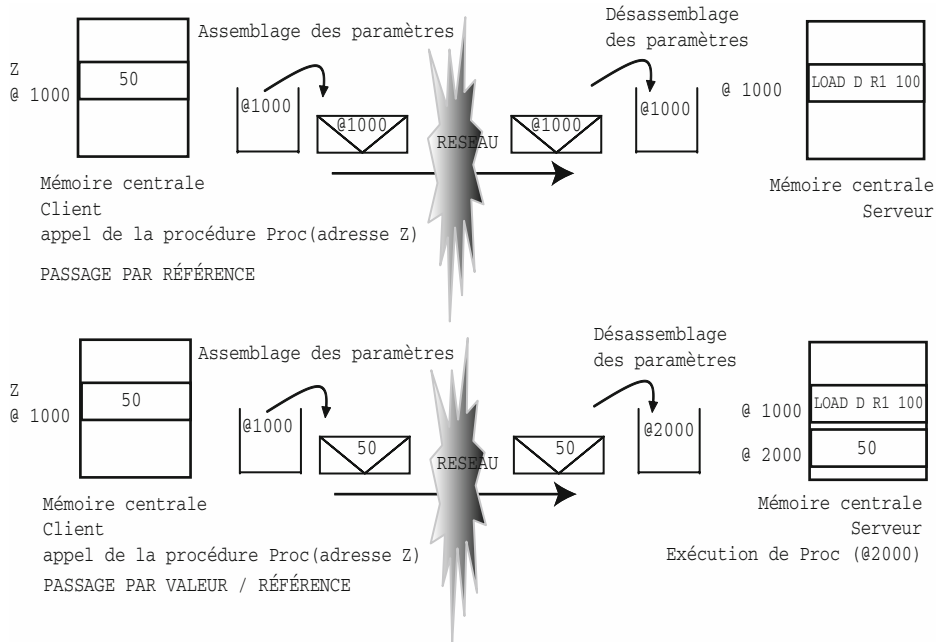 Assemblage des paramètres
Désassemblage
des paramètres
Z
@ 1000
50
@1000
@1000
RESEAU
@1000
@1000
@ 1000
LOAD D R1 100
Mémoire centrale
Client
appel de la procédure Proc(adresse Z)
Mémoire centrale
Serveur
PASSAGE PAR RÉFÉRENCE
Assemblage des paramètres
Désassemblage
des paramètres
Z
@ 1000
50
@1000
50
RESEAU
50
@2000
@ 1000
LOAD D R1 100
@ 2000
50
Mémoire centrale
Client
appel de la procédure Proc(adresse Z)
Mémoire centrale
Serveur
Exécution de Proc (@2000)
PASSAGE PAR VALEUR / RÉFÉRENCE